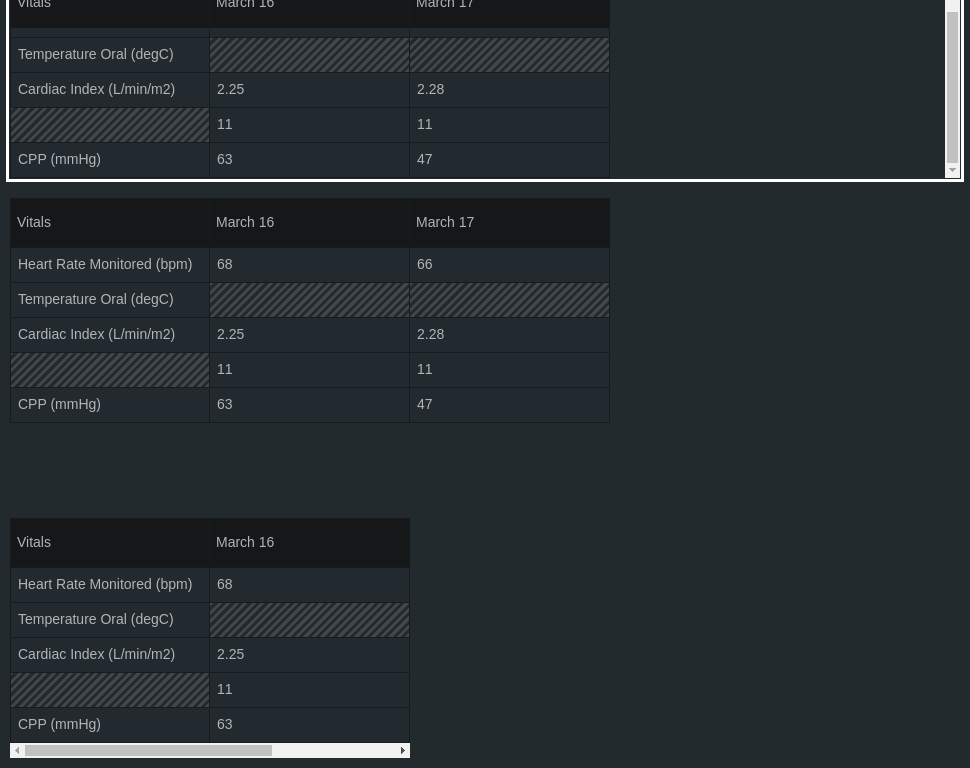 Vitals March 16 March 17
Temperature Oral (degC)
Cardiac Index (L/min/m2) 2.25 2.28
11 11
CPP (mmHg) 63 47
Vitals March 16 March 17
Heart Rate Monitored (bpm) 68 66
Temperature Oral (degC)
Cardiac Index (L/min/m2) 2.25 2.28
11 11
CPP (mmHg) 63 47
Vitals March 16
Heart Rate Monitored (bpm) 68
Temperature Oral (degC)
Cardiac Index (L/min/m2) 2.25
11
CPP (mmHg) 63